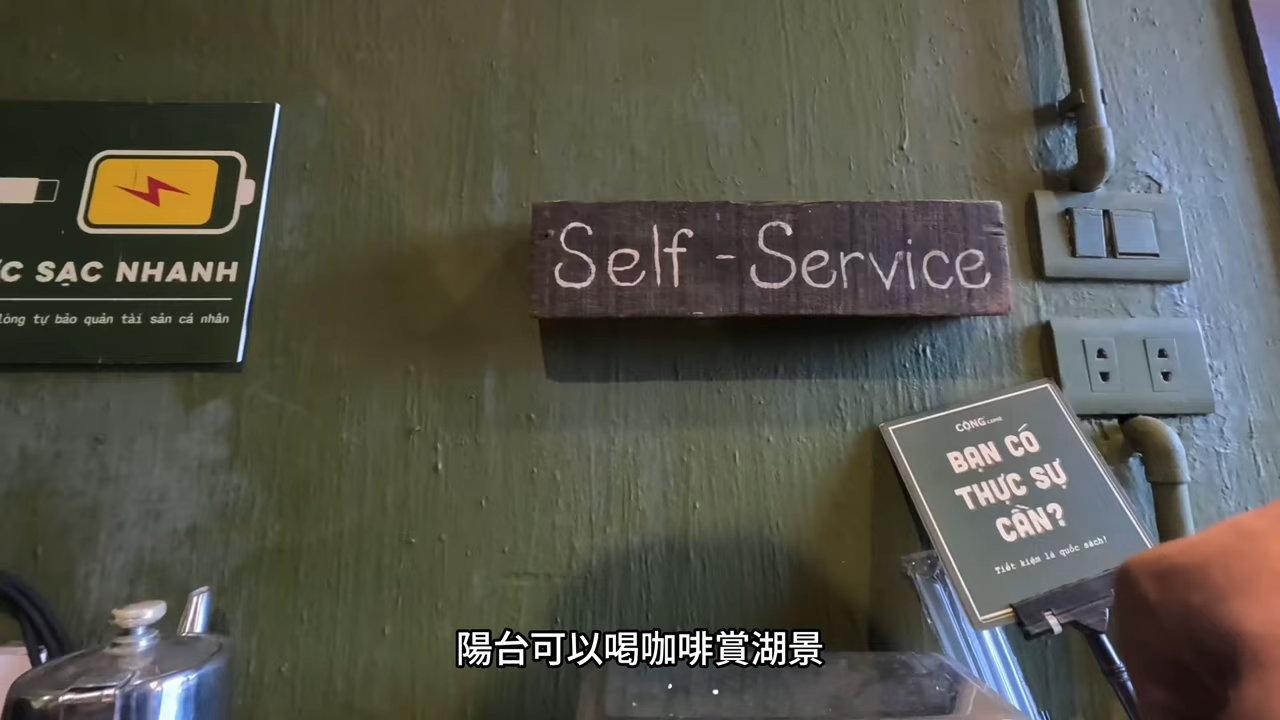 C SẠC NHANH
lòng tự bảo quản tài sản cá nhân
Self - Service
CỘNG CAPHE
BẠN CÓ
THỰC SỰ
CẦN?
Tiết kiệm là quốc sách!
陽台可以喝咖啡賞湖景